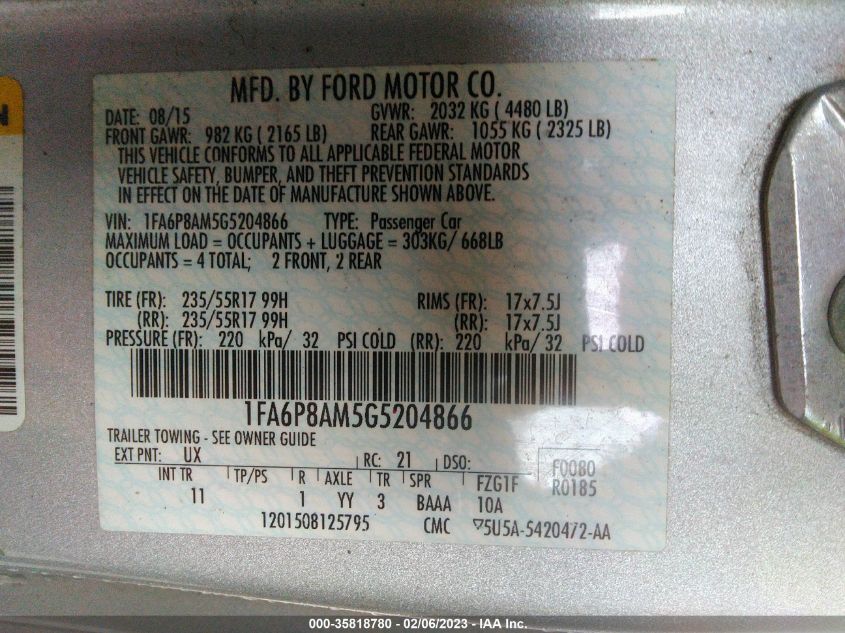 MFD. BY FORD MOTOR CO.
DATE: 08/15 GVWR: 2032 KG ( 4480 LB)
FRONT GAWR: 982 KG ( 2165 LB) REAR GAWR: 1055 KG ( 2325 LB)
THIS VEHICLE CONFORMS TO ALL APPLICABLE FEDERAL MOTOR
VEHICLE SAFETY, BUMPER, AND THEFT PREVENTION STANDARDS
IN EFFECT ON THE DATE OF MANUFACTURE SHOWN ABOVE.
VIN: 1FA6P8AM5G5204866 TYPE: Passenger Car
MAXIMUM LOAD = OCCUPANTS + LUGGAGE = 303KG/ 668LB
OCCUPANTS = 4 TOTAL; 2 FRONT, 2 REAR
TIRE (FR): 235/55R17 99H RIMS (FR): 17x7.5J
(RR): 235/55R17 99H (RR): 17x7.5J
PRESSURE (FR): 220 kPa/ 32 PSI COLD (RR): 220 kPa/ 32 PSI COLD
1FA6P8AM5G5204866
TRAILER TOWING - SEE OWNER GUIDE
EXT PNT: UX RC: 21 DSO: F0080
INT TR TP/PS R AXLE TR SPR FZG1F R0185
11 1 YY 3 BAAA 10A
1201508125795 CMC ▽5U5A-5420472-AA
000-35818780 - 02/06/2023 - IAA Inc.